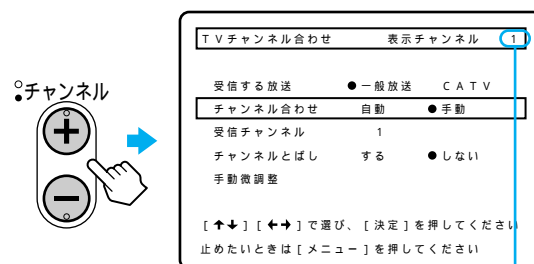 チャンネル
TVチャンネル合わせ 表示チャンネル 1
受信する放送 ●一般放送 CATV
チャンネル合わせ 自動 ●手動
受信チャンネル 1
チャンネルとばし する ●しない
手動微調整
[↑↓][←→]で選び、[決定]を押してください
止めたいときは[メニュー]を押してください